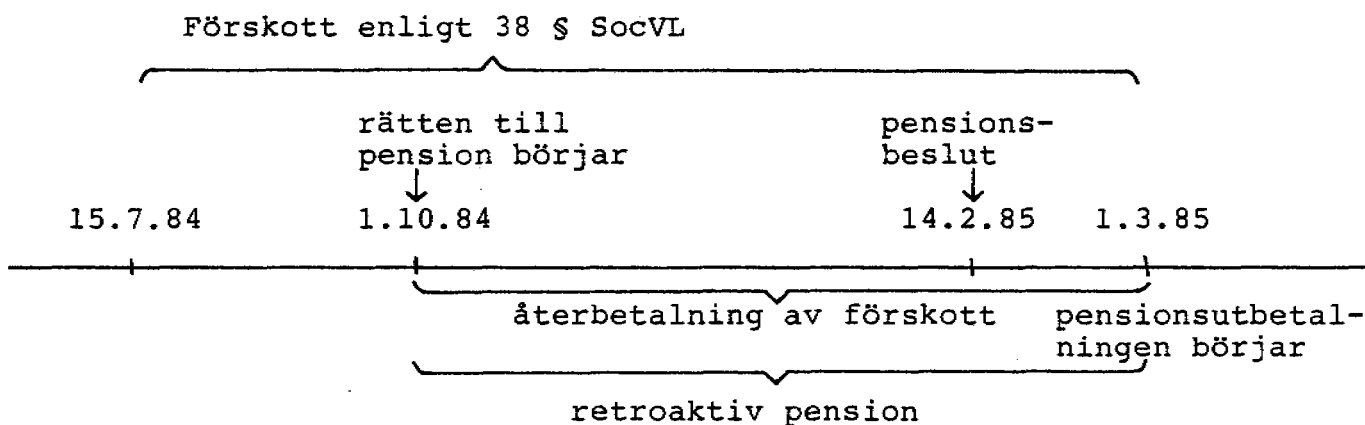 Förskott enligt 38 § SocVL
rätten till
pension börjar
pensions-
beslut
15.7.84 1.10.84 14.2.85 1.3.85
återbetalning av förskott
pensionsutbetal-
ningen börjar
retroaktiv pension